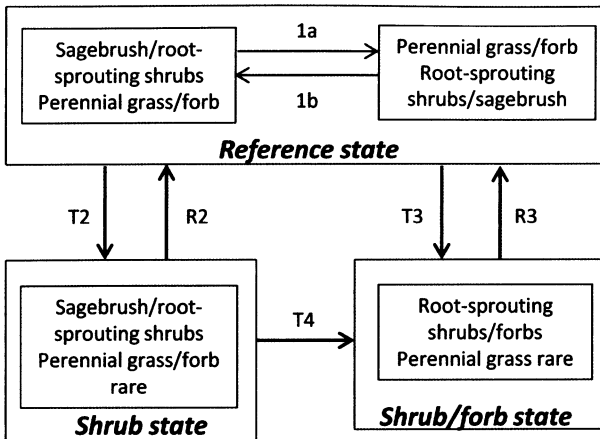 1a
Sagebrush/root-
sprouting shrubs
Perennial grass/forb
Perennial grass/forb
Root-sprouting
shrubs/sagebrush
1b
Reference state
T2
R2
T3
R3
Sagebrush/root-
sprouting shrubs
Perennial grass/forb
rare
Shrub state
T4
Root-sprouting
shrubs/forbs
Perennial grass rare
Shrub/forb state